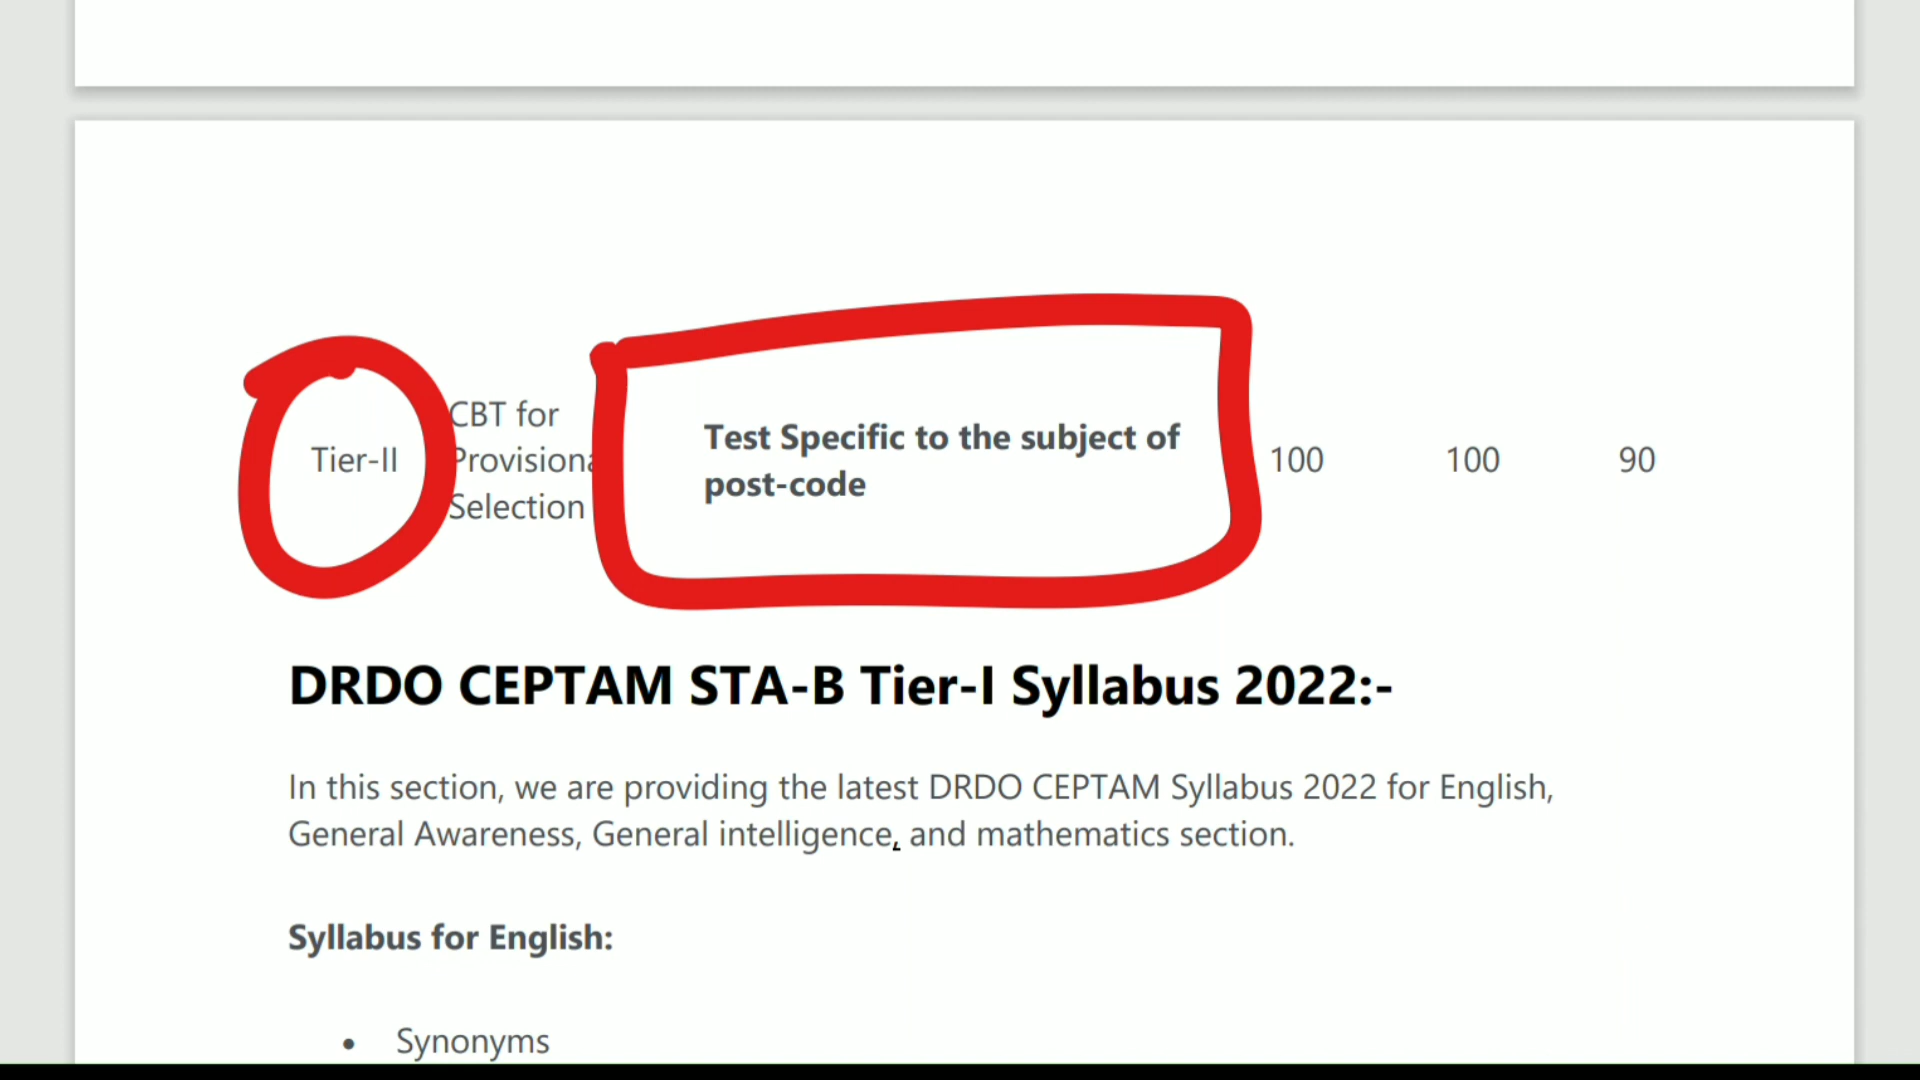 CBT for
Tier-II Provisiona
Selection
Test Specific to the subject of
post-code
100 100 90
DRDO CEPTAM STA-B Tier-I Syllabus 2022:-
In this section, we are providing the latest DRDO CEPTAM Syllabus 2022 for English,
General Awareness, General intelligence, and mathematics section.
Syllabus for English:
• Synonyms